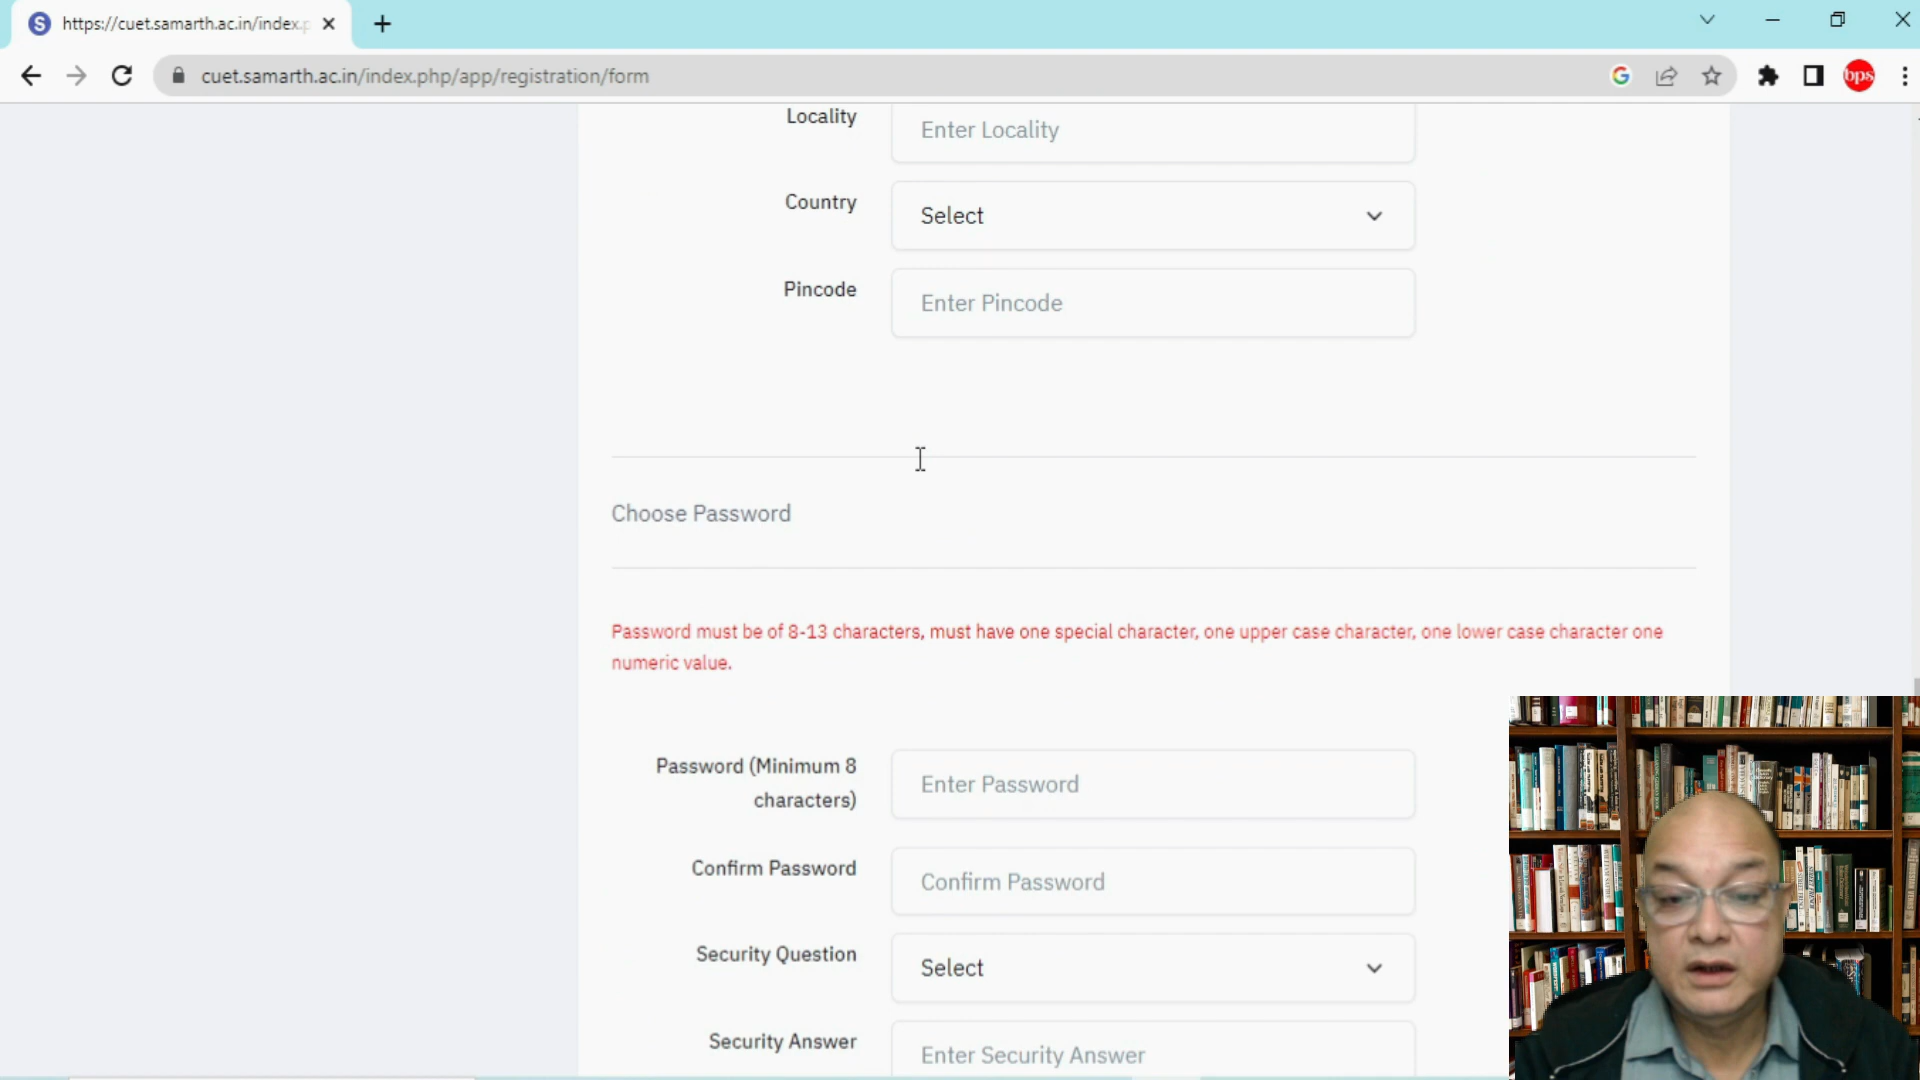 S https://cuet.samarth.ac.in/index.p
cuet.samarth.ac.in/index.php/app/registration/form
G
bps
Locality
Enter Locality
Country
Select
Pincode
Enter Pincode
Choose Password
Password must be of 8-13 characters, must have one special character, one upper case character, one lower case character one
numeric value.
Password (Minimum 8
characters)
Enter Password
Confirm Password
Confirm Password
Security Question
Select
Security Answer
Enter Security Answer